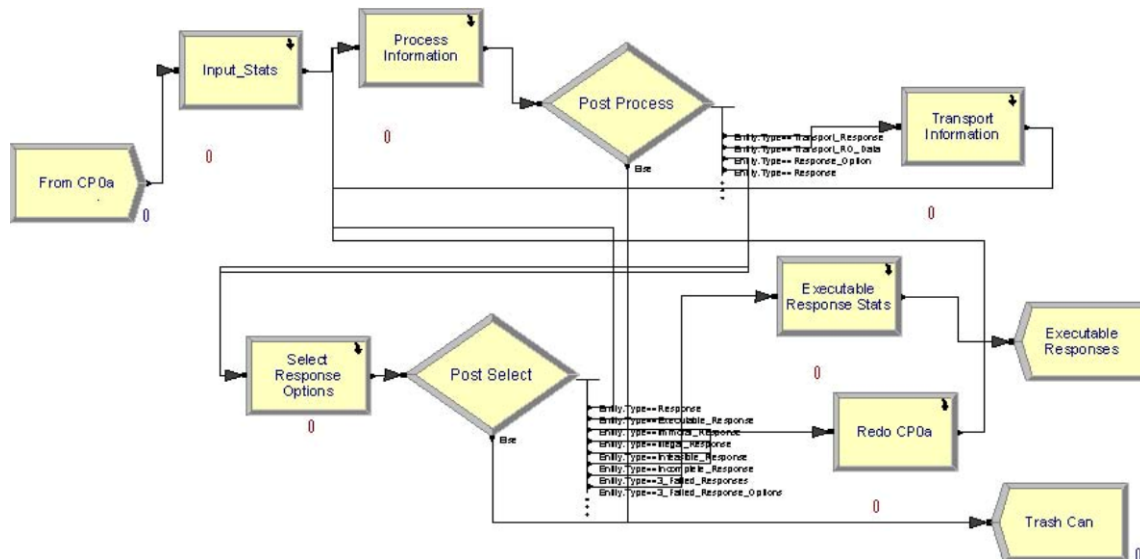 Input_Stats
0
Process
Information
0
Post Process
Entity.Type==Transport_Response
Entity.Type==Transport_RO_Data
Entity.Type==Response_Option
Entity.Type==Response
Else
Transport
Information
0
From CP0a
0
Select
Response
Options
0
Post Select
Entity.Type==Response
Entity.Type==Executable_Response
Entity.Type==Immoral_Response
Entity.Type==Illegal_Response
Entity.Type==Infeasible_Response
Entity.Type==Incomplete_Response
Entity.Type==3_Failed_Responses
Entity.Type==3_Failed_Response_Options
Else
Executable
Response Stats
0
Executable
Responses
Redo CP0a
0
Trash Can
0